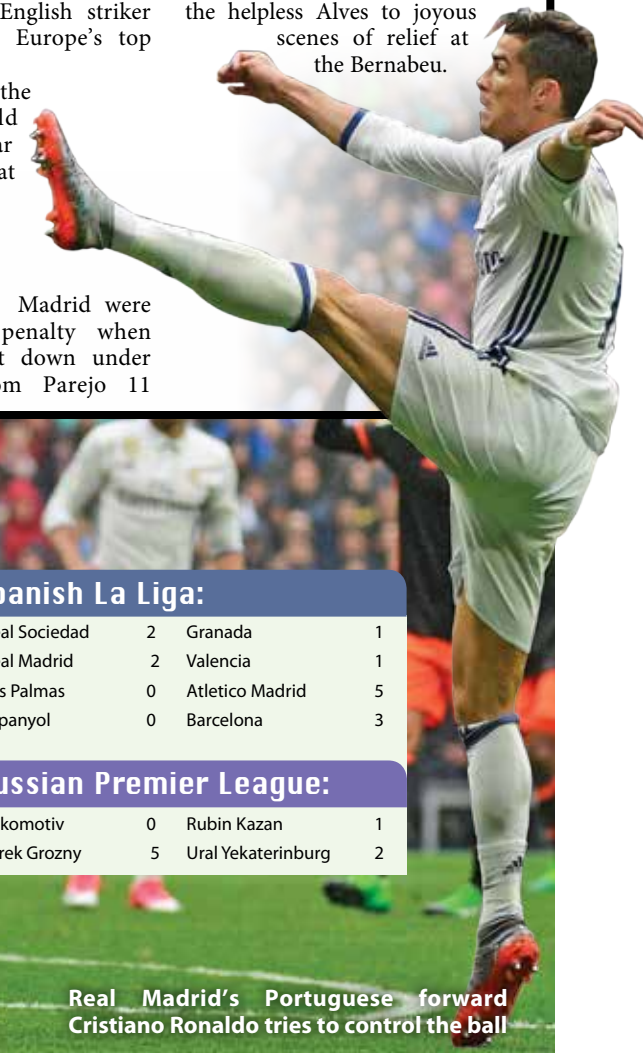 English striker
Europe's top
the
at
Madrid were
penalty when
down under
Parejo 11
the helpless Alves to joyous
scenes of relief at
the Bernabeu.
panish La Liga:
al Sociedad 2 Granada 1
al Madrid 2 Valencia 1
s Palmas 0 Atletico Madrid 5
panyol 0 Barcelona 3
ussian Premier League:
komotiv 0 Rubin Kazan 1
rek Grozny 5 Ural Yekaterinburg 2
Real Madrid's Portuguese forward
Cristiano Ronaldo tries to control the ball